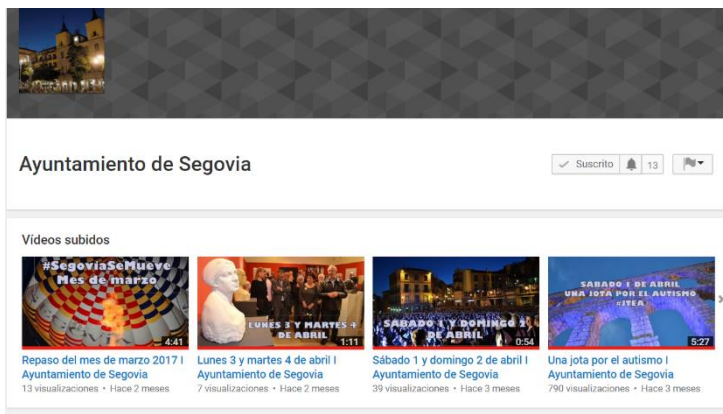 Ayuntamiento de Segovia
Suscrito 13
Vídeos subidos
#SegoviaSeMueve
Mes de marzo
4:41
Repaso del mes de marzo 2017 I
Ayuntamiento de Segovia
13 visualizaciones • Hace 2 meses
LUNES 3 Y MARTES 4
DE ABRIL
1:11
Lunes 3 y martes 4 de abril I
Ayuntamiento de Segovia
7 visualizaciones • Hace 2 meses
SÁBADO 1 Y DOMINGO 2
DE ABRIL
0:54
Sábado 1 y domingo 2 de abril I
Ayuntamiento de Segovia
39 visualizaciones • Hace 3 meses
SABADO 1 DE ABRIL
UNA JOTA POR EL AUTISMO
#JTEA
5:27
Una jota por el autismo I
Ayuntamiento de Segovia
790 visualizaciones • Hace 3 meses